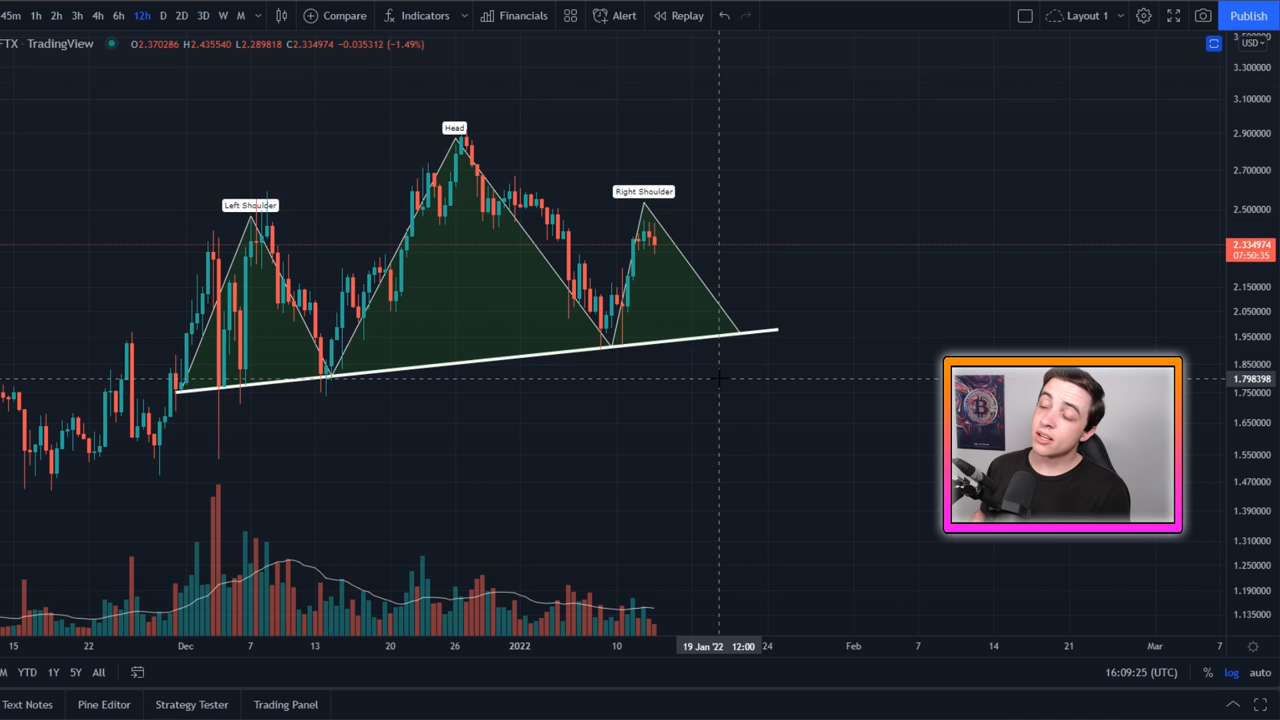 45m 1h 2h 3h 4h 6h 12h D 2D 3D W M Compare Indicators Financials Alert Replay Layout 1 Publish
FTX · TradingView O2.370286 H2.435540 L2.289818 C2.334974 -0.035312 (-1.49%)
USD
3.500000
3.300000
3.100000
2.900000
2.700000
2.500000
2.334974
07:50:35
2.150000
2.050000
1.950000
1.850000
1.798398
1.750000
1.650000
1.550000
1.470000
1.390000
1.310000
1.250000
1.190000
1.135000
Head
Right Shoulder
Left Shoulder
15 22 Dec 7 13 20 26 2022 10 19 Jan '22 12:00 24 Feb 7 14 21 Mar 7
M YTD 1Y 5Y All 16:09:25 (UTC) % log auto
Text Notes Pine Editor Strategy Tester Trading Panel